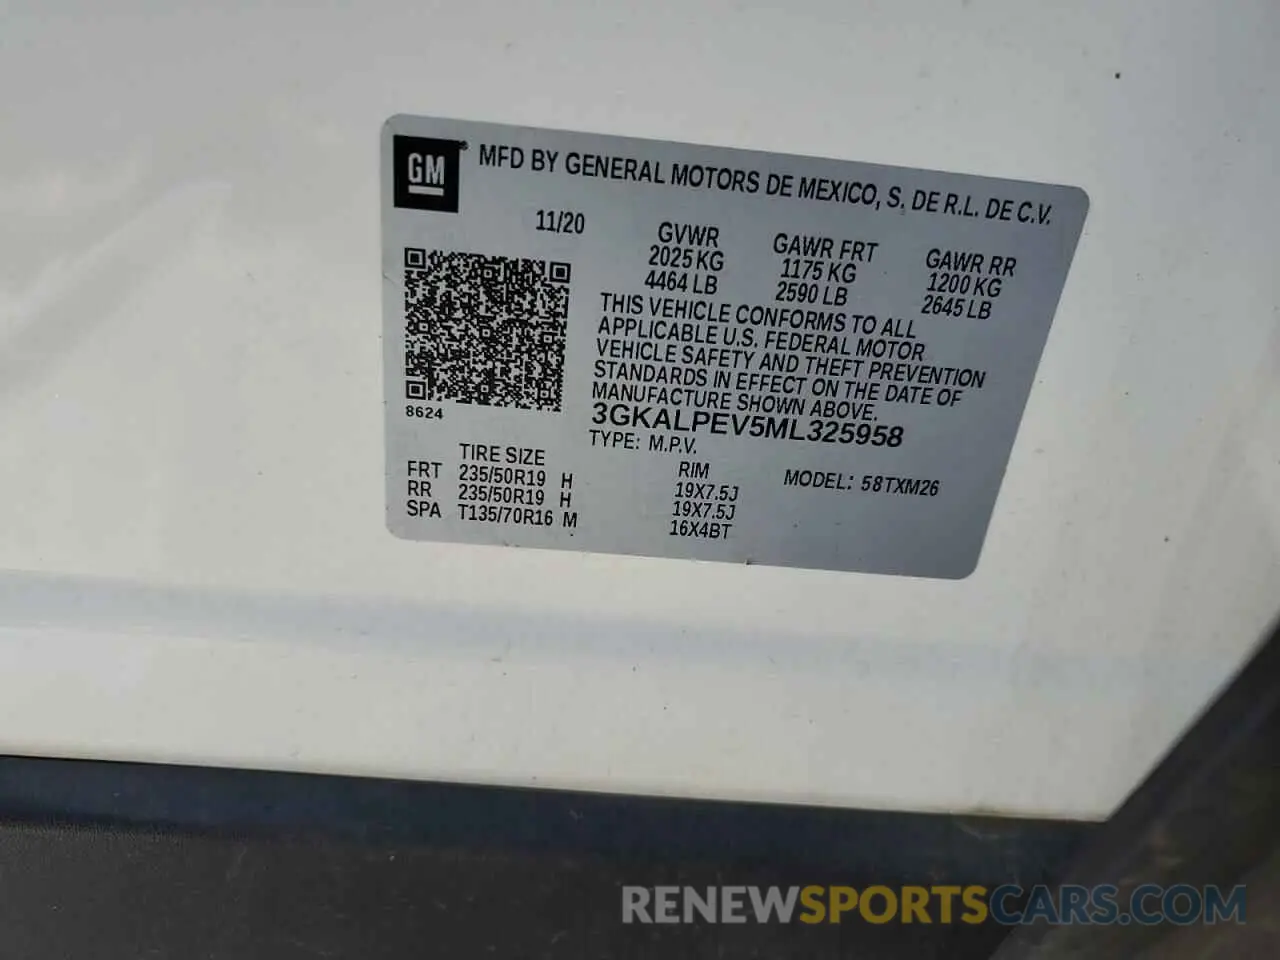 GM® MFD BY GENERAL MOTORS DE MEXICO, S. DE R.L. DE C.V.
11/20
GVWR GAWR FRT GAWR RR
2025 KG 1175 KG 1200 KG
4464 LB 2590 LB 2645 LB
THIS VEHICLE CONFORMS TO ALL
APPLICABLE U.S. FEDERAL MOTOR
VEHICLE SAFETY AND THEFT PREVENTION
STANDARDS IN EFFECT ON THE DATE OF
MANUFACTURE SHOWN ABOVE.
8624
3GKALPEV5ML325958
TYPE: M.P.V.
TIRE SIZE RIM MODEL: 58TXM26
FRT 235/50R19 H 19X7.5J
RR 235/50R19 H 19X7.5J
SPA T135/70R16 M 16X4BT
RENEWSPORTSCARS.COM